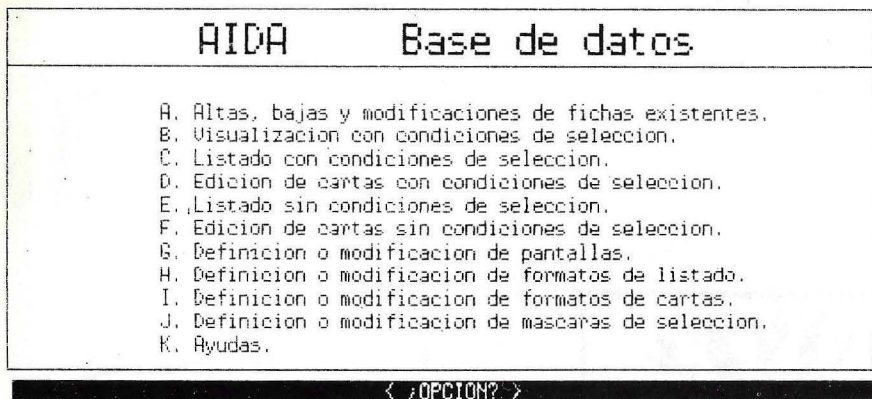 AIDA Base de datos
A. Altas, bajas y modificaciones de fichas existentes.
B. Visualizacion con condiciones de seleccion.
C. Listado con condiciones de seleccion.
D. Edicion de cartas con condiciones de seleccion.
E. Listado sin condiciones de seleccion.
F. Edicion de cartas sin condiciones de seleccion.
G. Definicion o modificacion de pantallas.
H. Definicion o modificacion de formatos de listado.
I. Definicion o modificacion de formatos de cartas.
J. Definicion o modificacion de mascaras de seleccion.
K. Ayudas.
< ¿OPCION? >